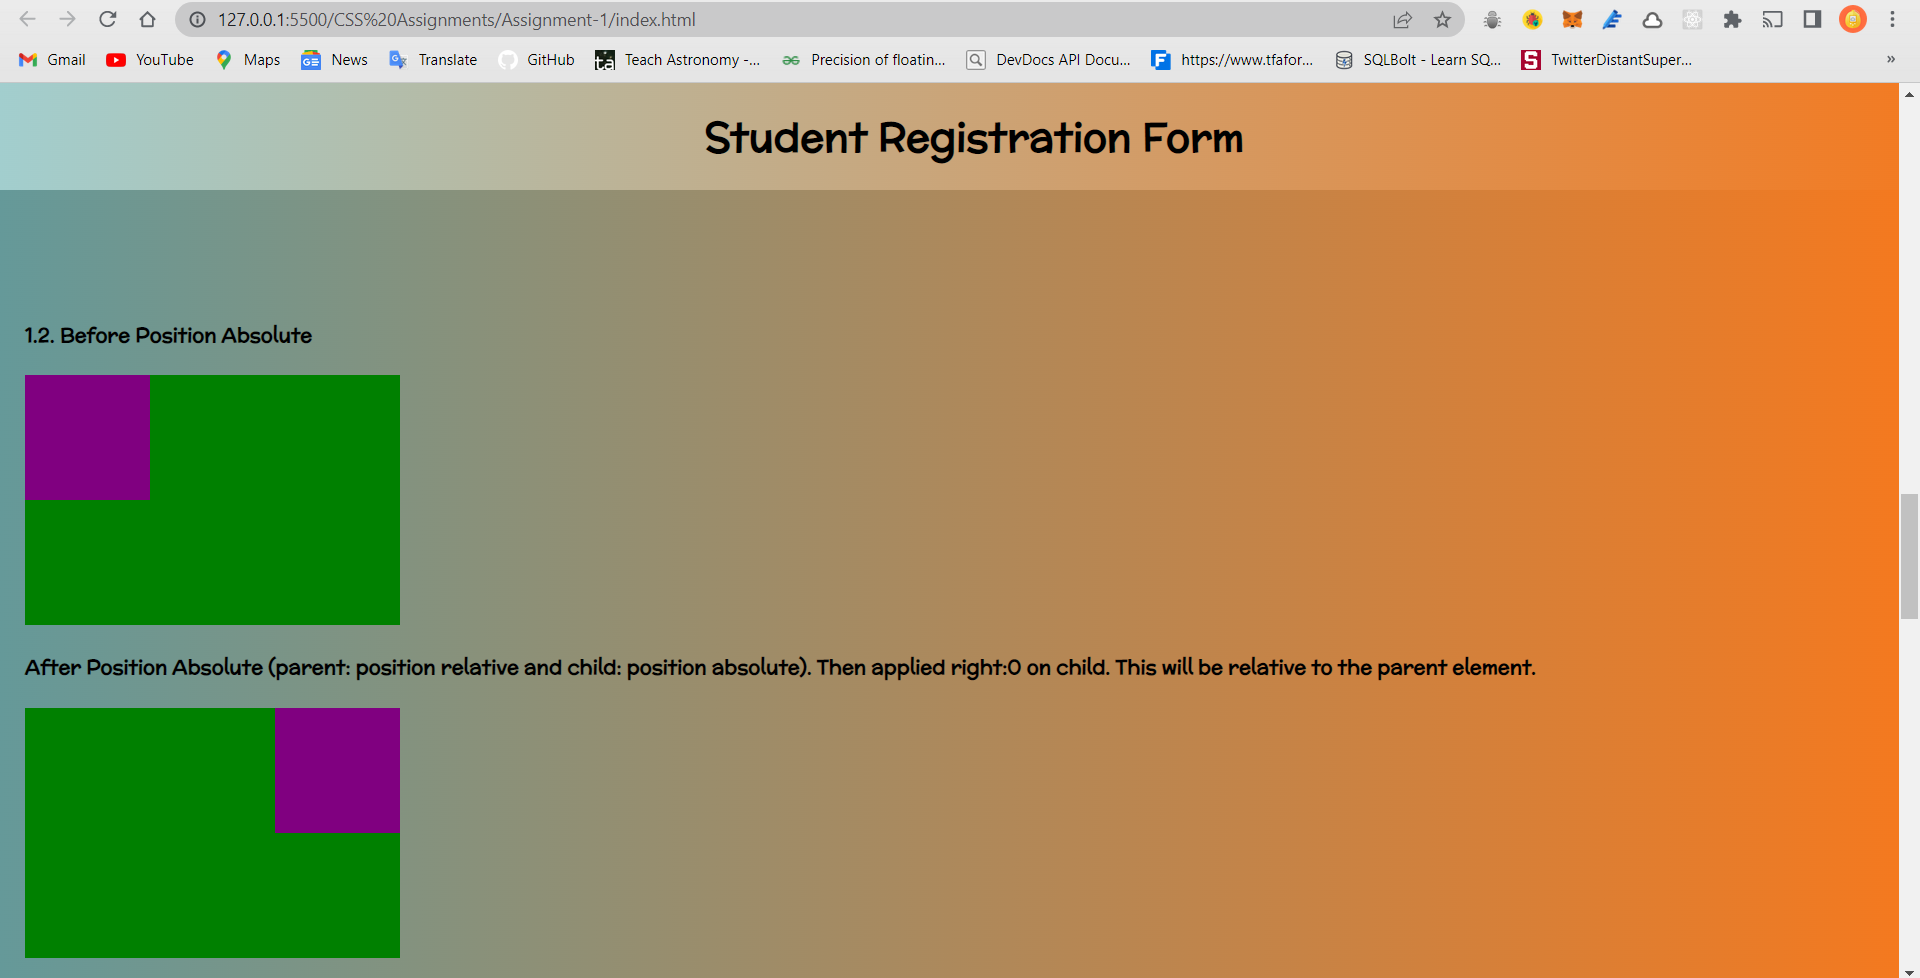 127.0.0.1:5500/CSS%20Assignments/Assignment-1/index.html
Gmail YouTube Maps News Translate GitHub Teach Astronomy -... Precision of floatin... DevDocs API Docu... https://www.tfafor... SQLBolt - Learn SQ... TwitterDistantSuper... »
Student Registration Form
1.2. Before Position Absolute
After Position Absolute (parent: position relative and child: position absolute). Then applied right:0 on child. This will be relative to the parent element.